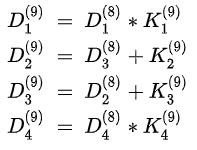 $D_1^{(9)} = D_1^{(8)} * K_1^{(9)}$
$D_2^{(9)} = D_3^{(8)} + K_2^{(9)}$
$D_3^{(9)} = D_2^{(8)} + K_3^{(9)}$
$D_4^{(9)} = D_4^{(8)} * K_4^{(9)}$